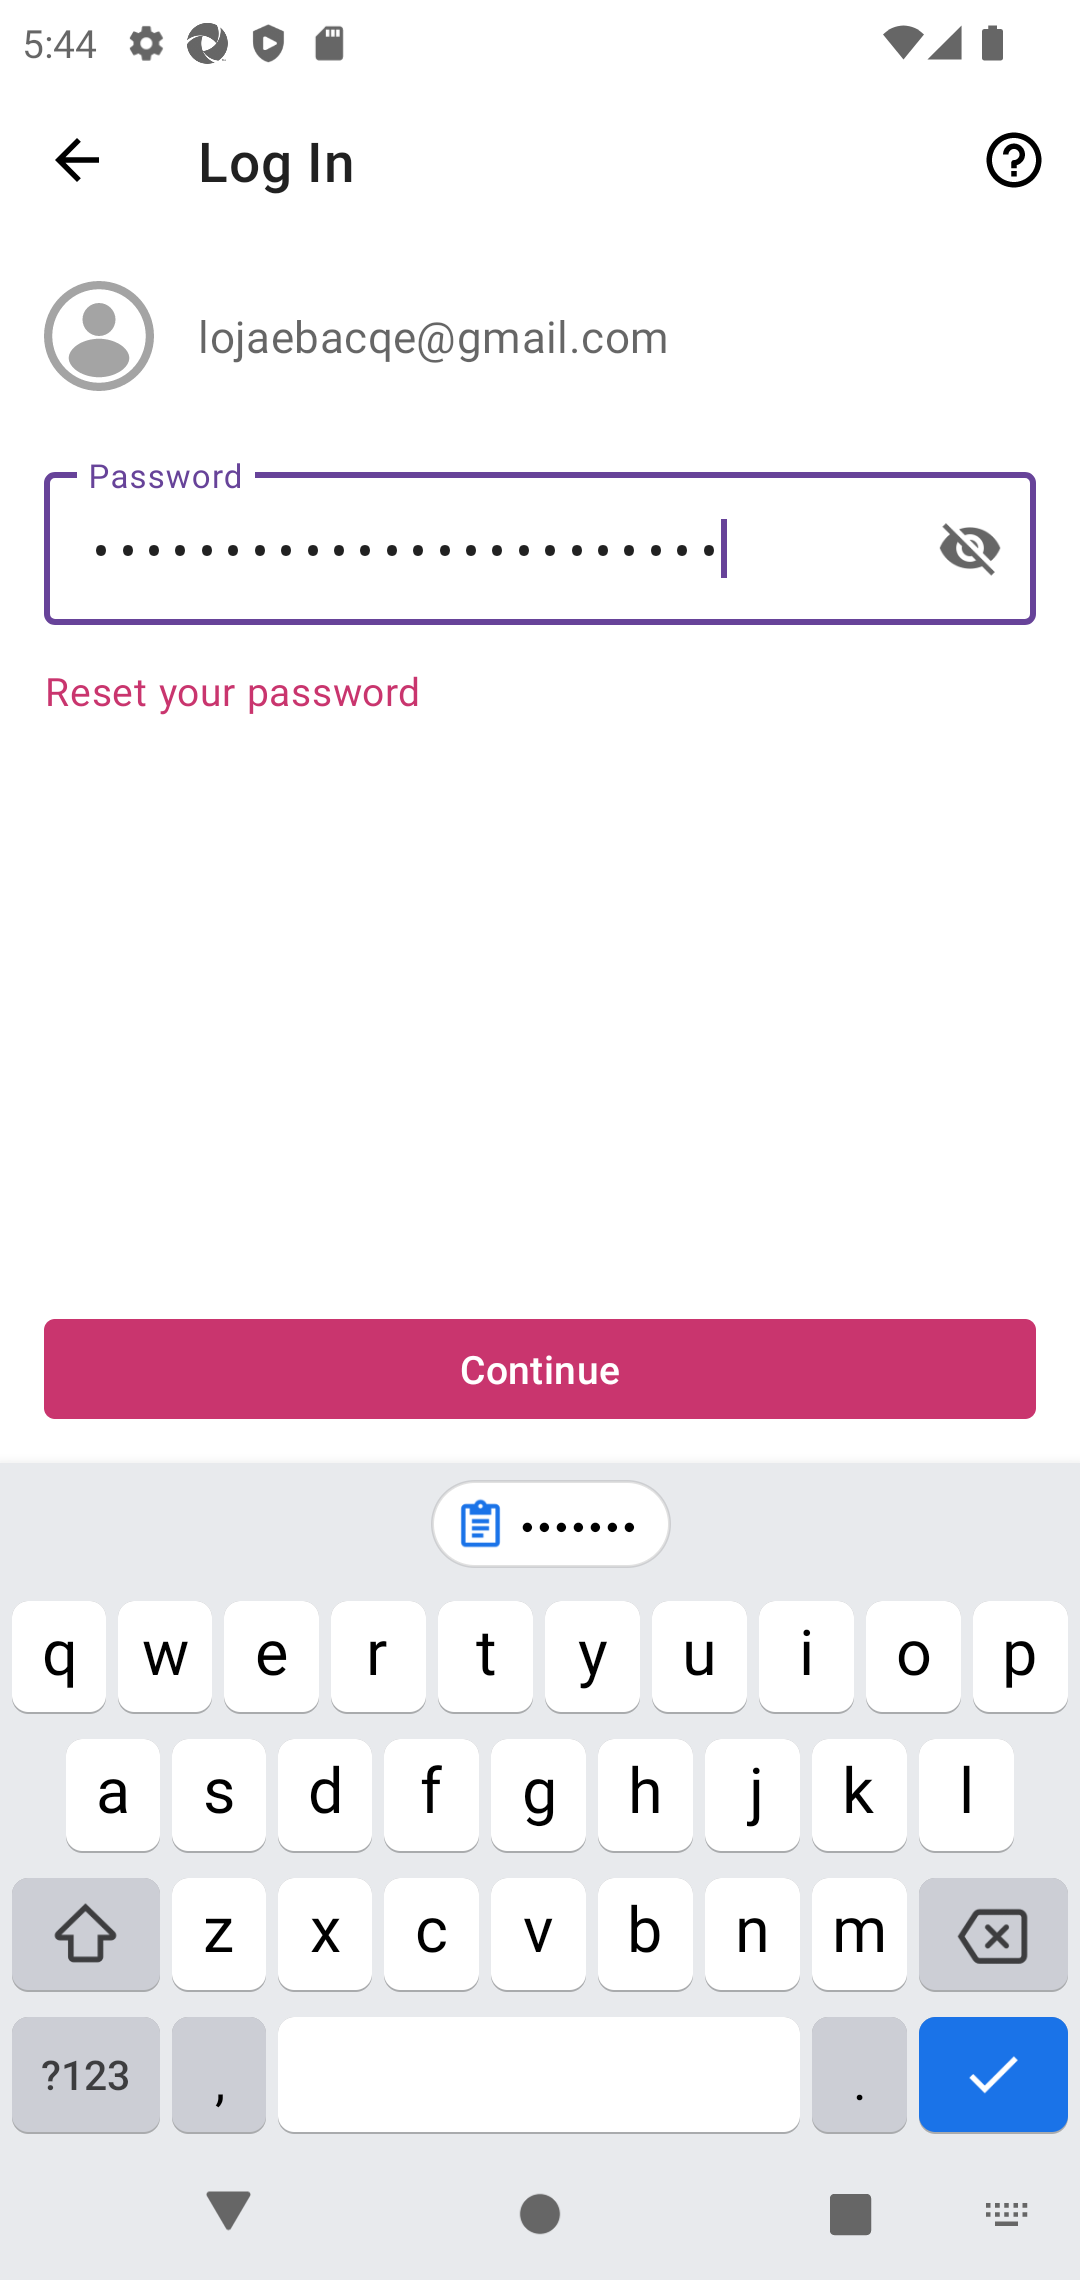 5:44
Log In
lojaebacqe@gmail.com
Password
••••••••••••••••••••••••
Reset your password
Continue
•••••••
q w e r t y u i o p
a s d f g h j k l
z x c v b n m
?123 , .